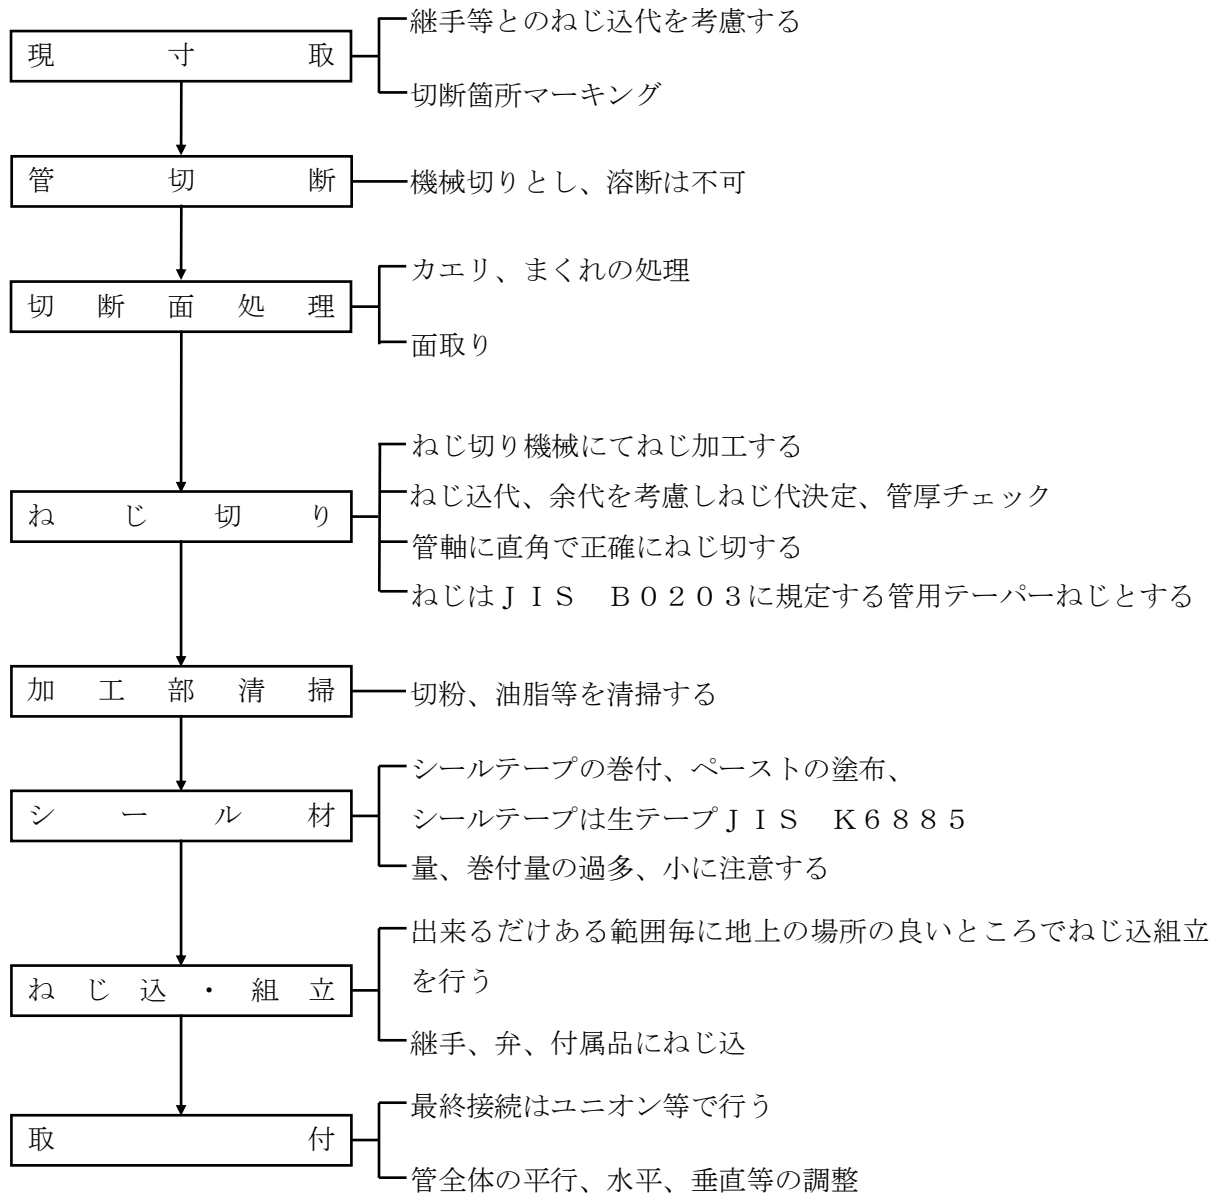 現寸取
継手等とのねじ込代を考慮する
切断箇所マーキング
管切断
機械切りとし、溶断は不可
切断面処理
カエリ、まくれの処理
面取り
ねじ切り
ねじ切り機械にてねじ加工する
ねじ込代、余代を考慮しねじ代決定、管厚チェック
管軸に直角で正確にねじ切する
ねじはＪＩＳ　Ｂ０２０３に規定する管用テーパーねじとする
加工部清掃
切粉、油脂等を清掃する
シール材
シールテープの巻付、ペーストの塗布、
シールテープは生テープＪＩＳ　Ｋ６８８５
量、巻付量の過多、小に注意する
ねじ込・組立
出来るだけある範囲毎に地上の場所の良いところでねじ込組立
を行う
継手、弁、付属品にねじ込
取付
最終接続はユニオン等で行う
管全体の平行、水平、垂直等の調整